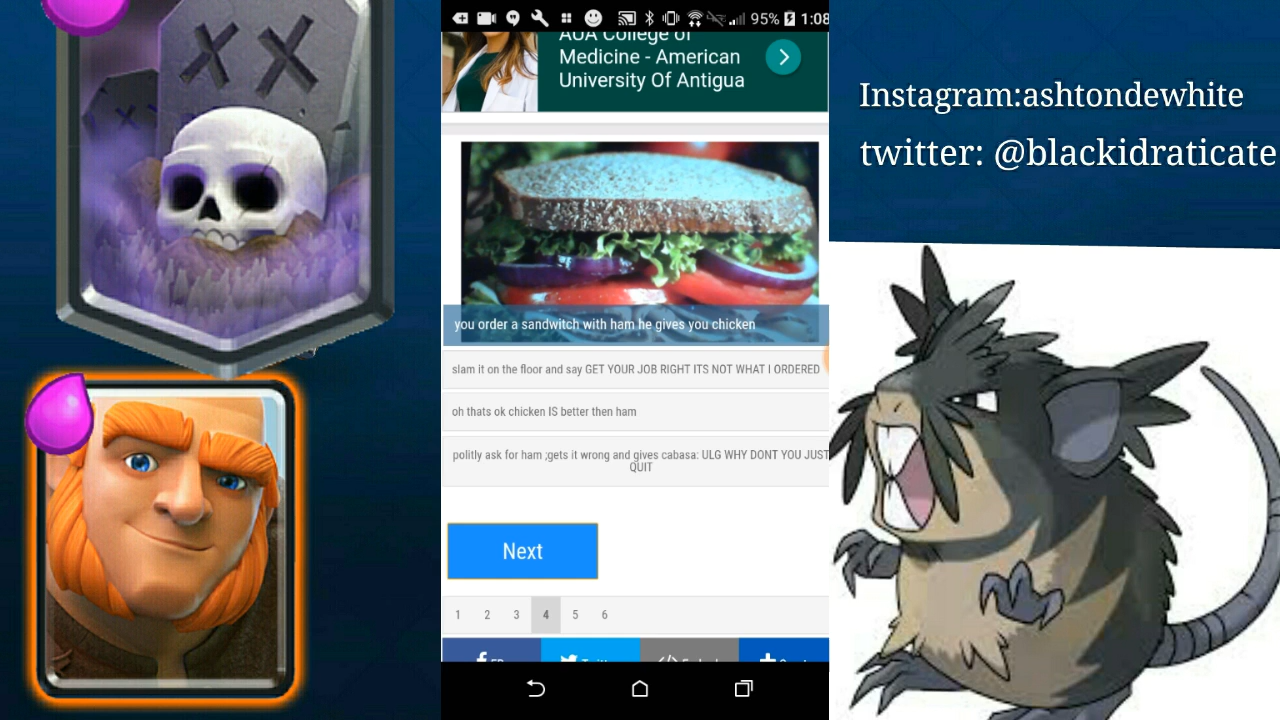 95% 1:08
AUA College of
Medicine - American
University Of Antigua
you order a sandwitch with ham he gives you chicken
slam it on the floor and say GET YOUR JOB RIGHT ITS NOT WHAT I ORDERED
oh thats ok chicken IS better then ham
politly ask for ham ;gets it wrong and gives cabasa: ULG WHY DONT YOU JUST
QUIT
Next
1 2 3 4 5 6
Instagram:ashtondewhite
twitter: @blackidraticate